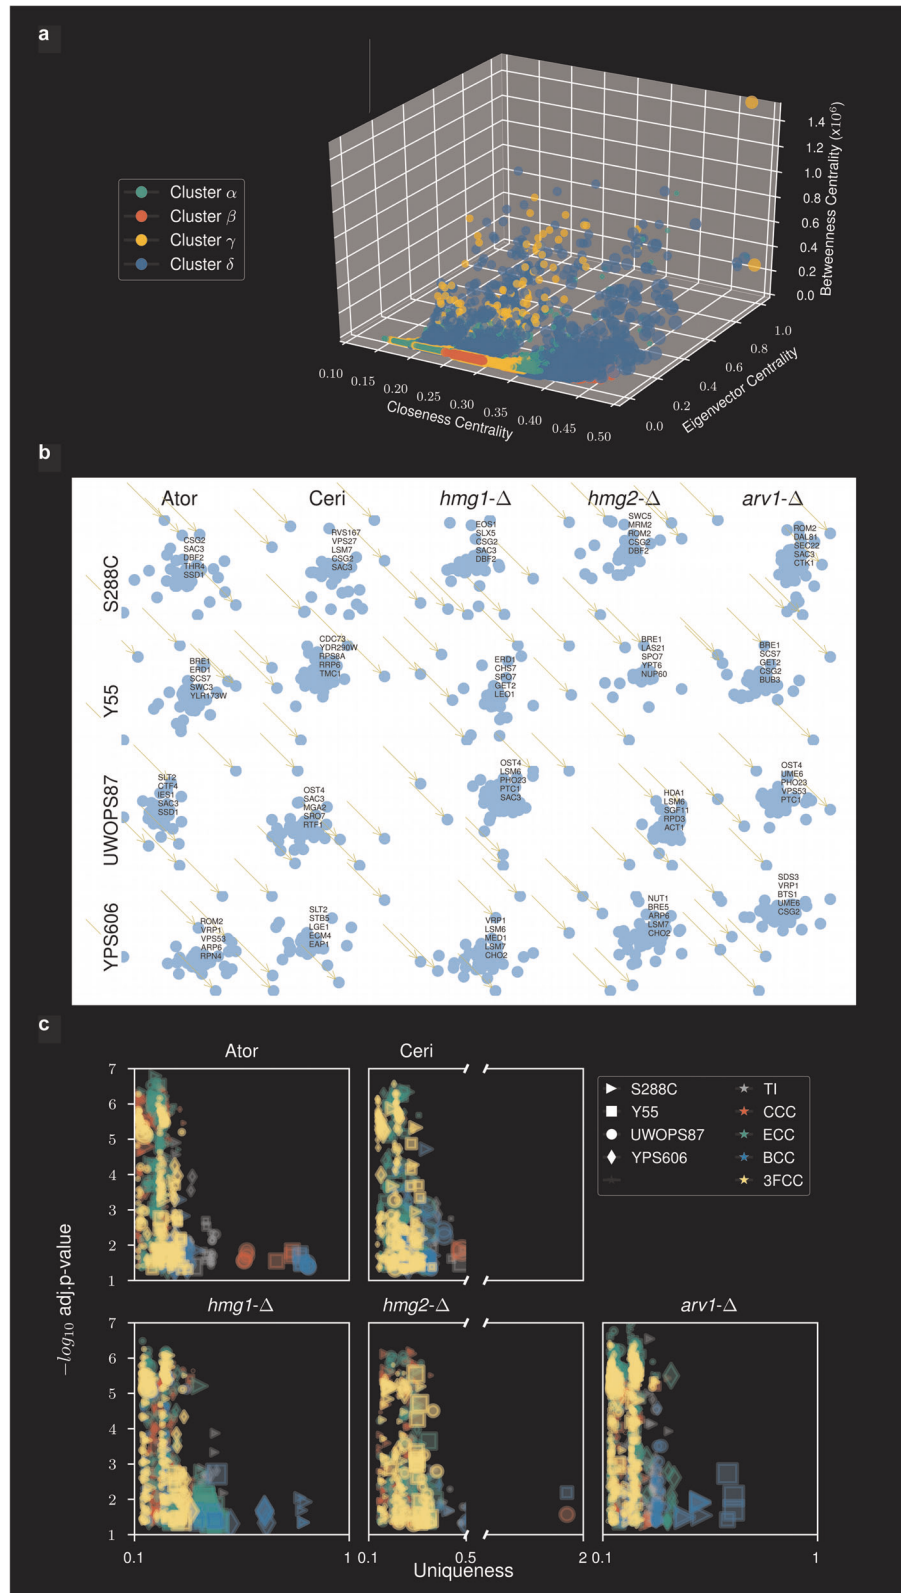 a
Cluster α
Cluster β
Cluster γ
Cluster δ
1.4
1.2
1.0
0.8
0.6
0.4
0.2
0.0
Betweenness Centrality (x10⁶)
1.0
0.8
0.6
0.4
0.2
0.0
Eigenvector Centrality
0.10
0.15
0.20
0.25
0.30
0.35
0.40
0.45
0.50
Closeness Centrality
b
Ator Ceri hmg1-Δ hmg2-Δ arv1-Δ
S288C
CSG2
SAC3
DBF2
THR4
SSD1
RVS167
VPS27
LSM7
CSG2
SAC3
EOS1
SLX5
CSG2
SAC3
DBF2
SWC5
MRM2
ROM2
CSG2
DBF2
ROM2
DAL81
SEC22
SAC3
CTK1
Y55
BRE1
ERD1
SCS7
SWC3
YLR173W
CDC73
YDR290W
RPS8A
RRP6
TMC1
ERD1
CHS7
SPO7
GET2
LEO1
BRE1
LAS21
SPO7
YPT6
NUP60
BRE1
SCS7
GET2
CSG2
BUB3
UWOPS87
SLT2
CTF4
IES1
SAC3
SSD1
OST4
SAC3
MGA2
SRO7
RTF1
OST4
LSM6
PHO23
PTC1
SAC3
HDA1
LSM6
SGF11
RPD3
ACT1
OST4
UME6
PHO23
VPS53
PTC1
YPS606
ROM2
VRP1
VPS53
ARP6
RPN4
SLT2
STB5
LGE1
ECM4
EAP1
VRP1
LSM6
MED1
LSM7
CHO2
NUT1
BRE5
ARP6
LSM7
CHO2
SDS3
VRP1
BTS1
UME6
CSG2
c
Ator Ceri
7
6
5
4
3
2
1
S288C TI
Y55 CCC
UWOPS87 ECC
YPS606 BCC
3FCC
−log₁₀ adj.p-value
hmg1-Δ hmg2-Δ arv1-Δ
7
6
5
4
3
2
1
0.1 1 0.1 0.5 2 0.1 1
Uniqueness